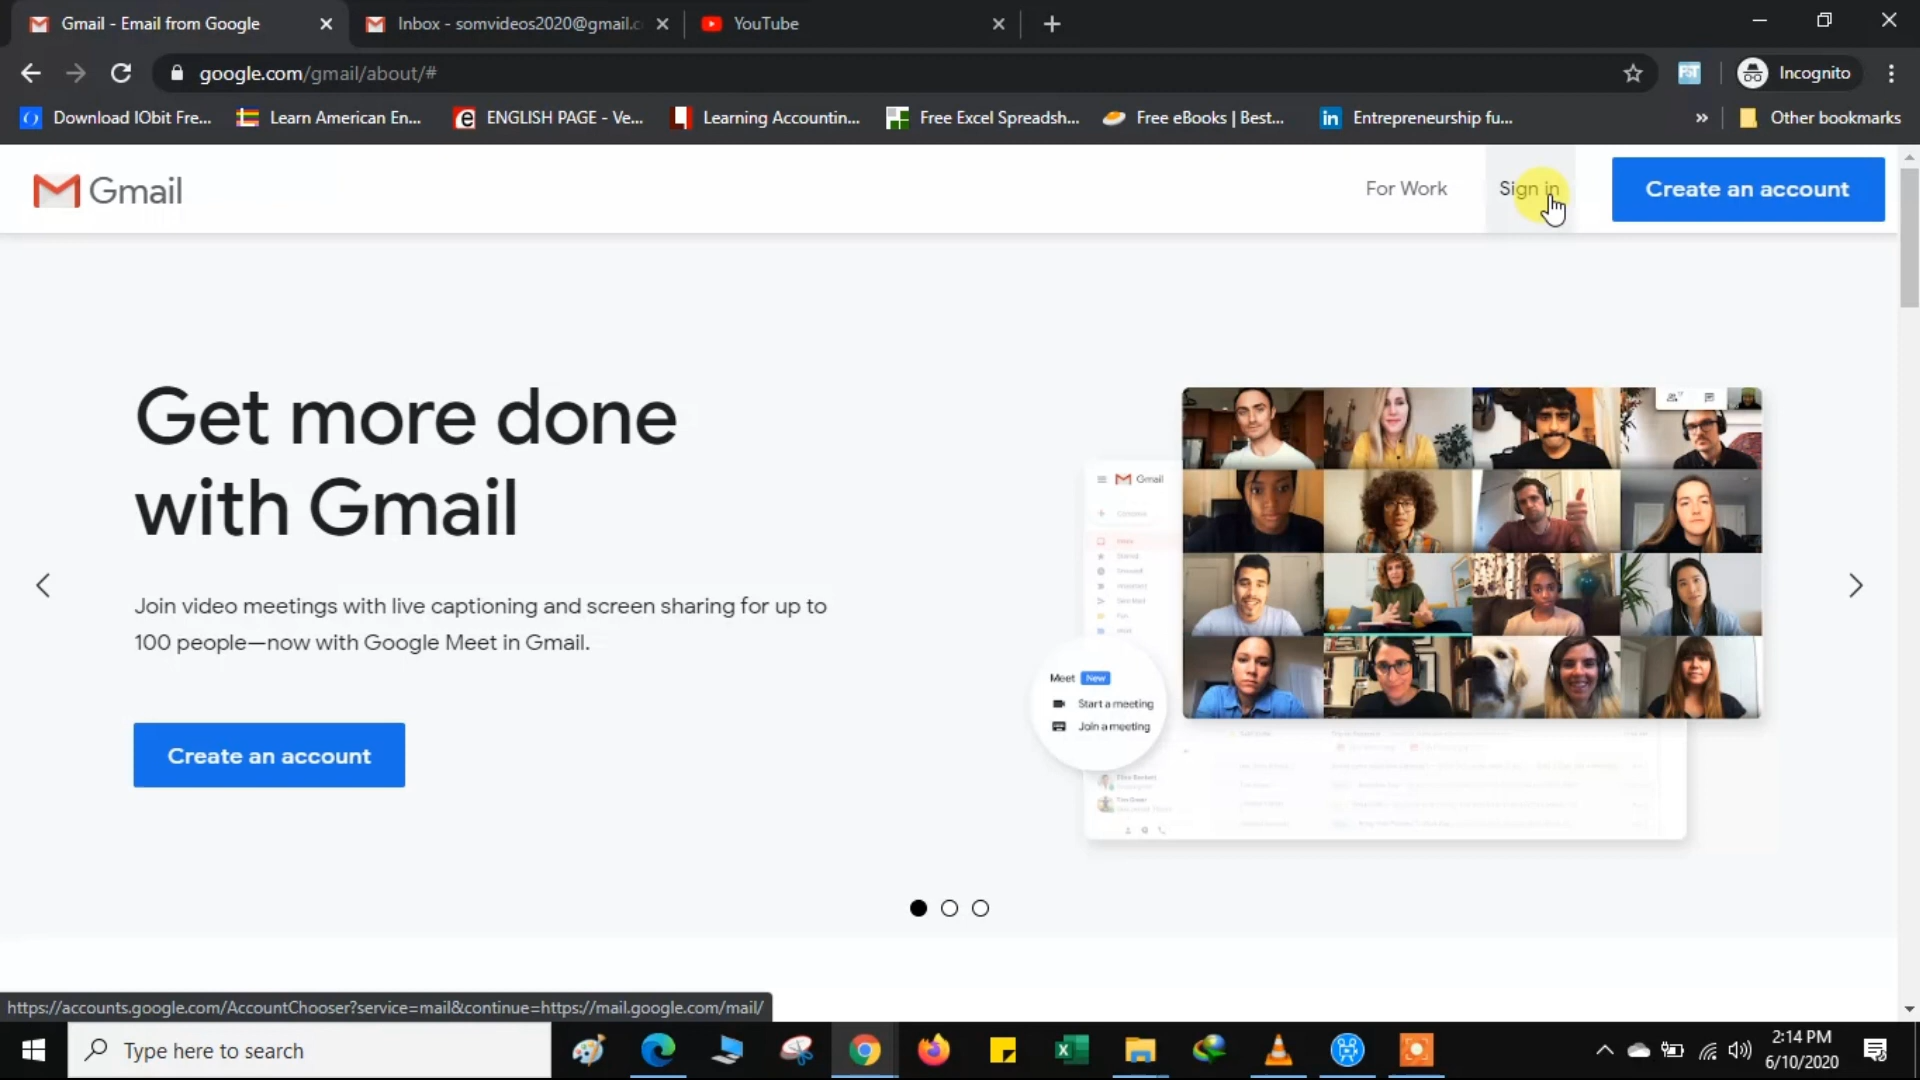 Gmail - Email from Google
Inbox - somvideos2020@gmail.c
YouTube
google.com/gmail/about/#
Incognito
Download IObit Fre...
Learning American En...
ENGLISH PAGE - Ve...
Learning Accountin...
Free Excel Spreadsh...
Free eBooks | Best...
Entrepreneurship fu...
»
Other bookmarks
Gmail
For Work
Sign in
Create an account
Get more done
with Gmail
Join video meetings with live captioning and screen sharing for up to
100 people—now with Google Meet in Gmail.
Create an account
Gmail
Compose
Inbox
Starred
Meet New
Start a meeting
Join a meeting
https://accounts.google.com/AccountChooser?service=mail&continue=https://mail.google.com/mail/
Type here to search
2:14 PM
6/10/2020